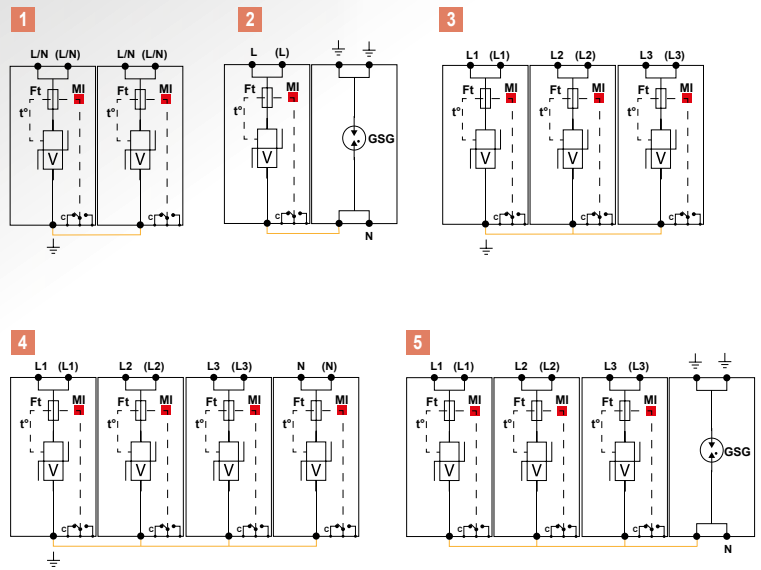 1
L/N (L/N) L/N (L/N)
Ft MI Ft MI
t° t°
V V
C C
2
L (L)
Ft MI
t°
GSG
V
C
N
3
L1 (L1) L2 (L2) L3 (L3)
Ft MI Ft MI Ft MI
t° t° t°
V V V
C C C
4
L1 (L1) L2 (L2) L3 (L3) N (N)
Ft MI Ft MI Ft MI Ft MI
t° t° t° t°
V V V V
C C C C
5
L1 (L1) L2 (L2) L3 (L3)
Ft MI Ft MI Ft MI
t° t° t°
GSG
V V V
C C C
N